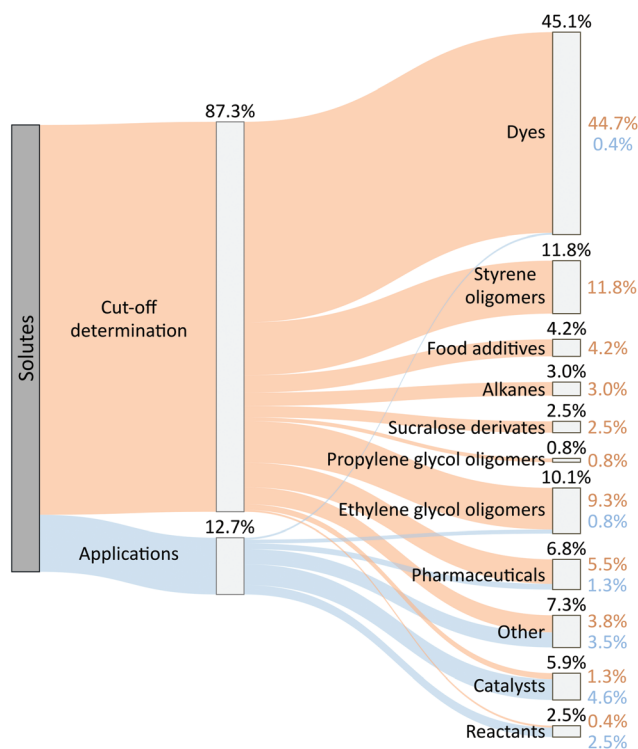 45.1%
87.3%
Dyes
44.7%
0.4%
11.8%
Styrene
oligomers
11.8%
Cut-off
determination
4.2%
Food additives
4.2%
3.0%
Alkanes
3.0%
Solutes
2.5%
Sucralose derivates
2.5%
0.8%
Propylene glycol oligomers
0.8%
10.1%
Ethylene glycol oligomers
9.3%
0.8%
12.7%
Applications
6.8%
Pharmaceuticals
5.5%
1.3%
7.3%
Other
3.8%
3.5%
5.9%
Catalysts
1.3%
4.6%
2.5%
Reactants
0.4%
2.5%